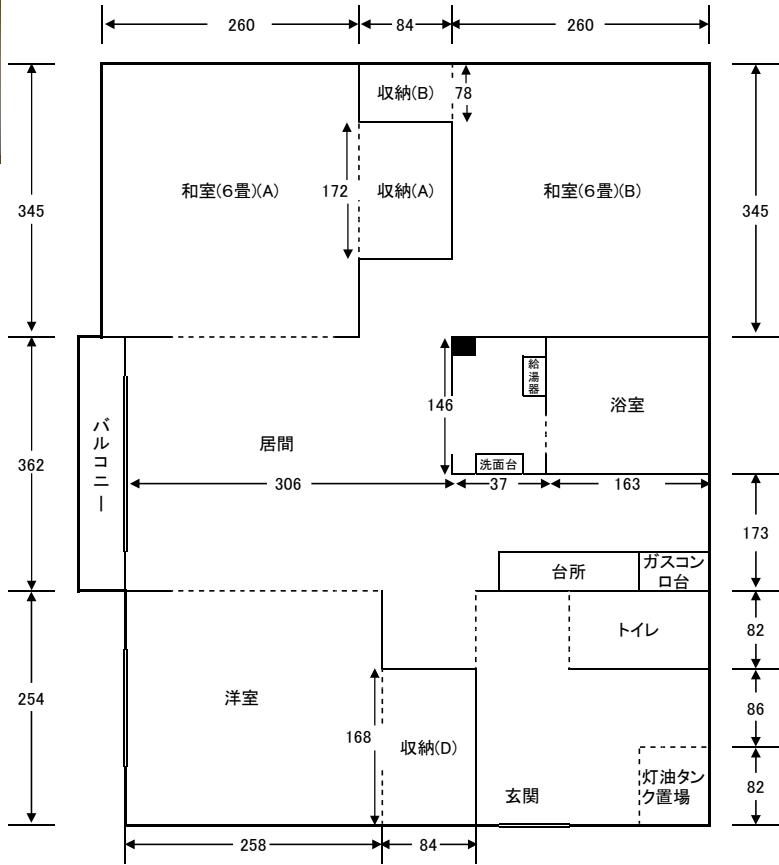 260
84
260
収納(B)
78
345
和室(6畳)(A)
172
収納(A)
和室(6畳)(B)
345
給湯器
146
浴室
バルコニー
居間
362
洗面台
306
37
163
173
台所
ガスコン
ロ台
トイレ
82
254
洋室
86
168
収納(D)
灯油タン
ク置場
82
玄関
258
84